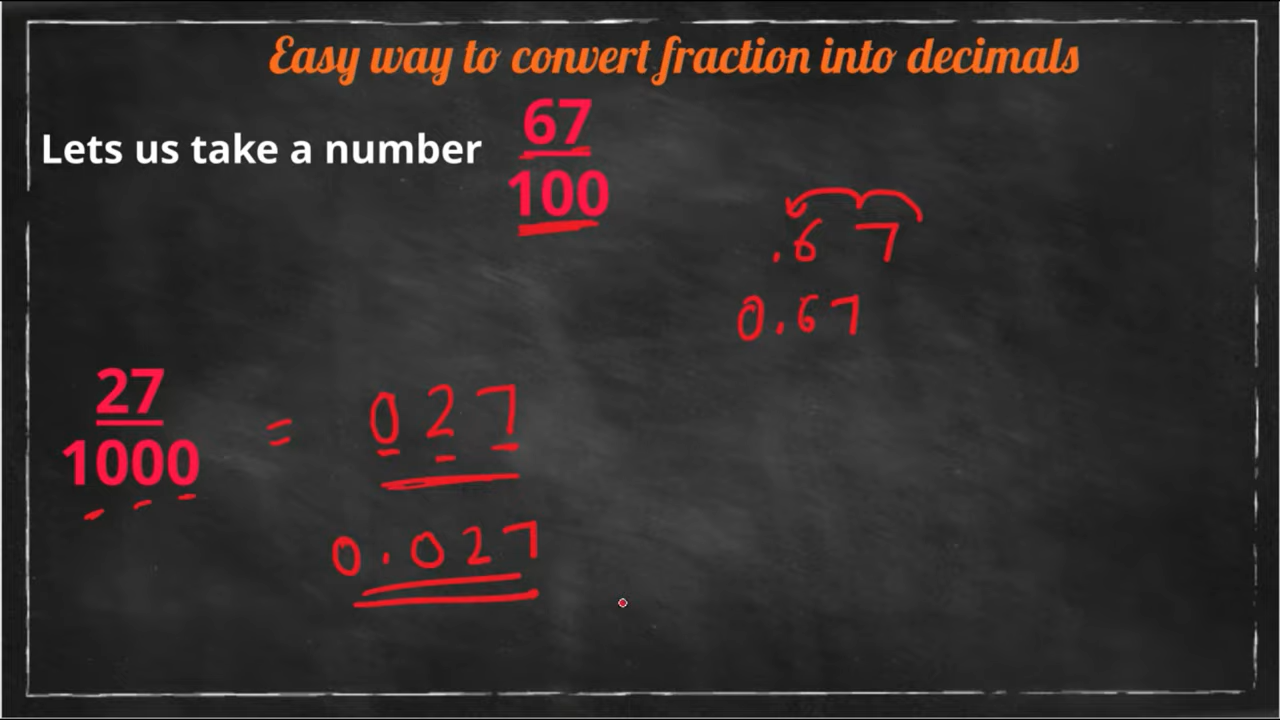 Easy way to convert fraction into decimals
Lets us take a number 67/100
.67
0.67
27/1000 = 027
0.027